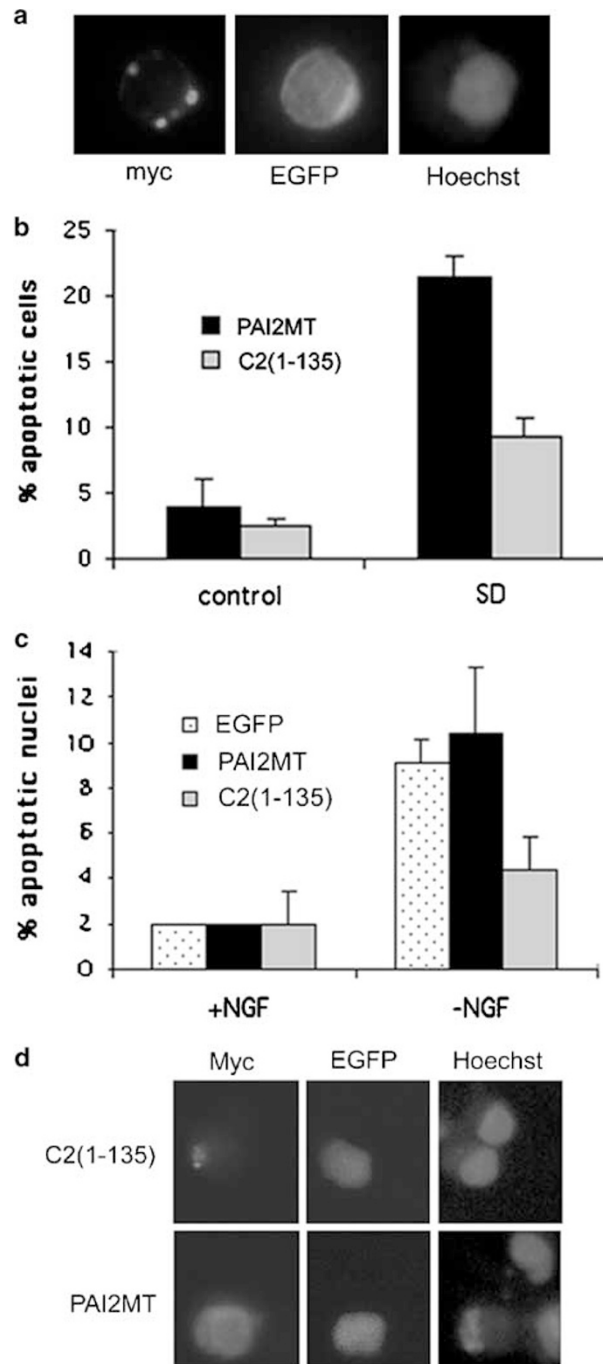 a
myc EGFP Hoechst
b
% apoptotic cells
25
20
15
10
5
0
PAI2MT
C2(1-135)
control SD
c
% apoptotic nuclei
14
12
10
8
6
4
2
0
EGFP
PAI2MT
C2(1-135)
+NGF -NGF
d
Myc EGFP Hoechst
C2(1-135)
PAI2MT